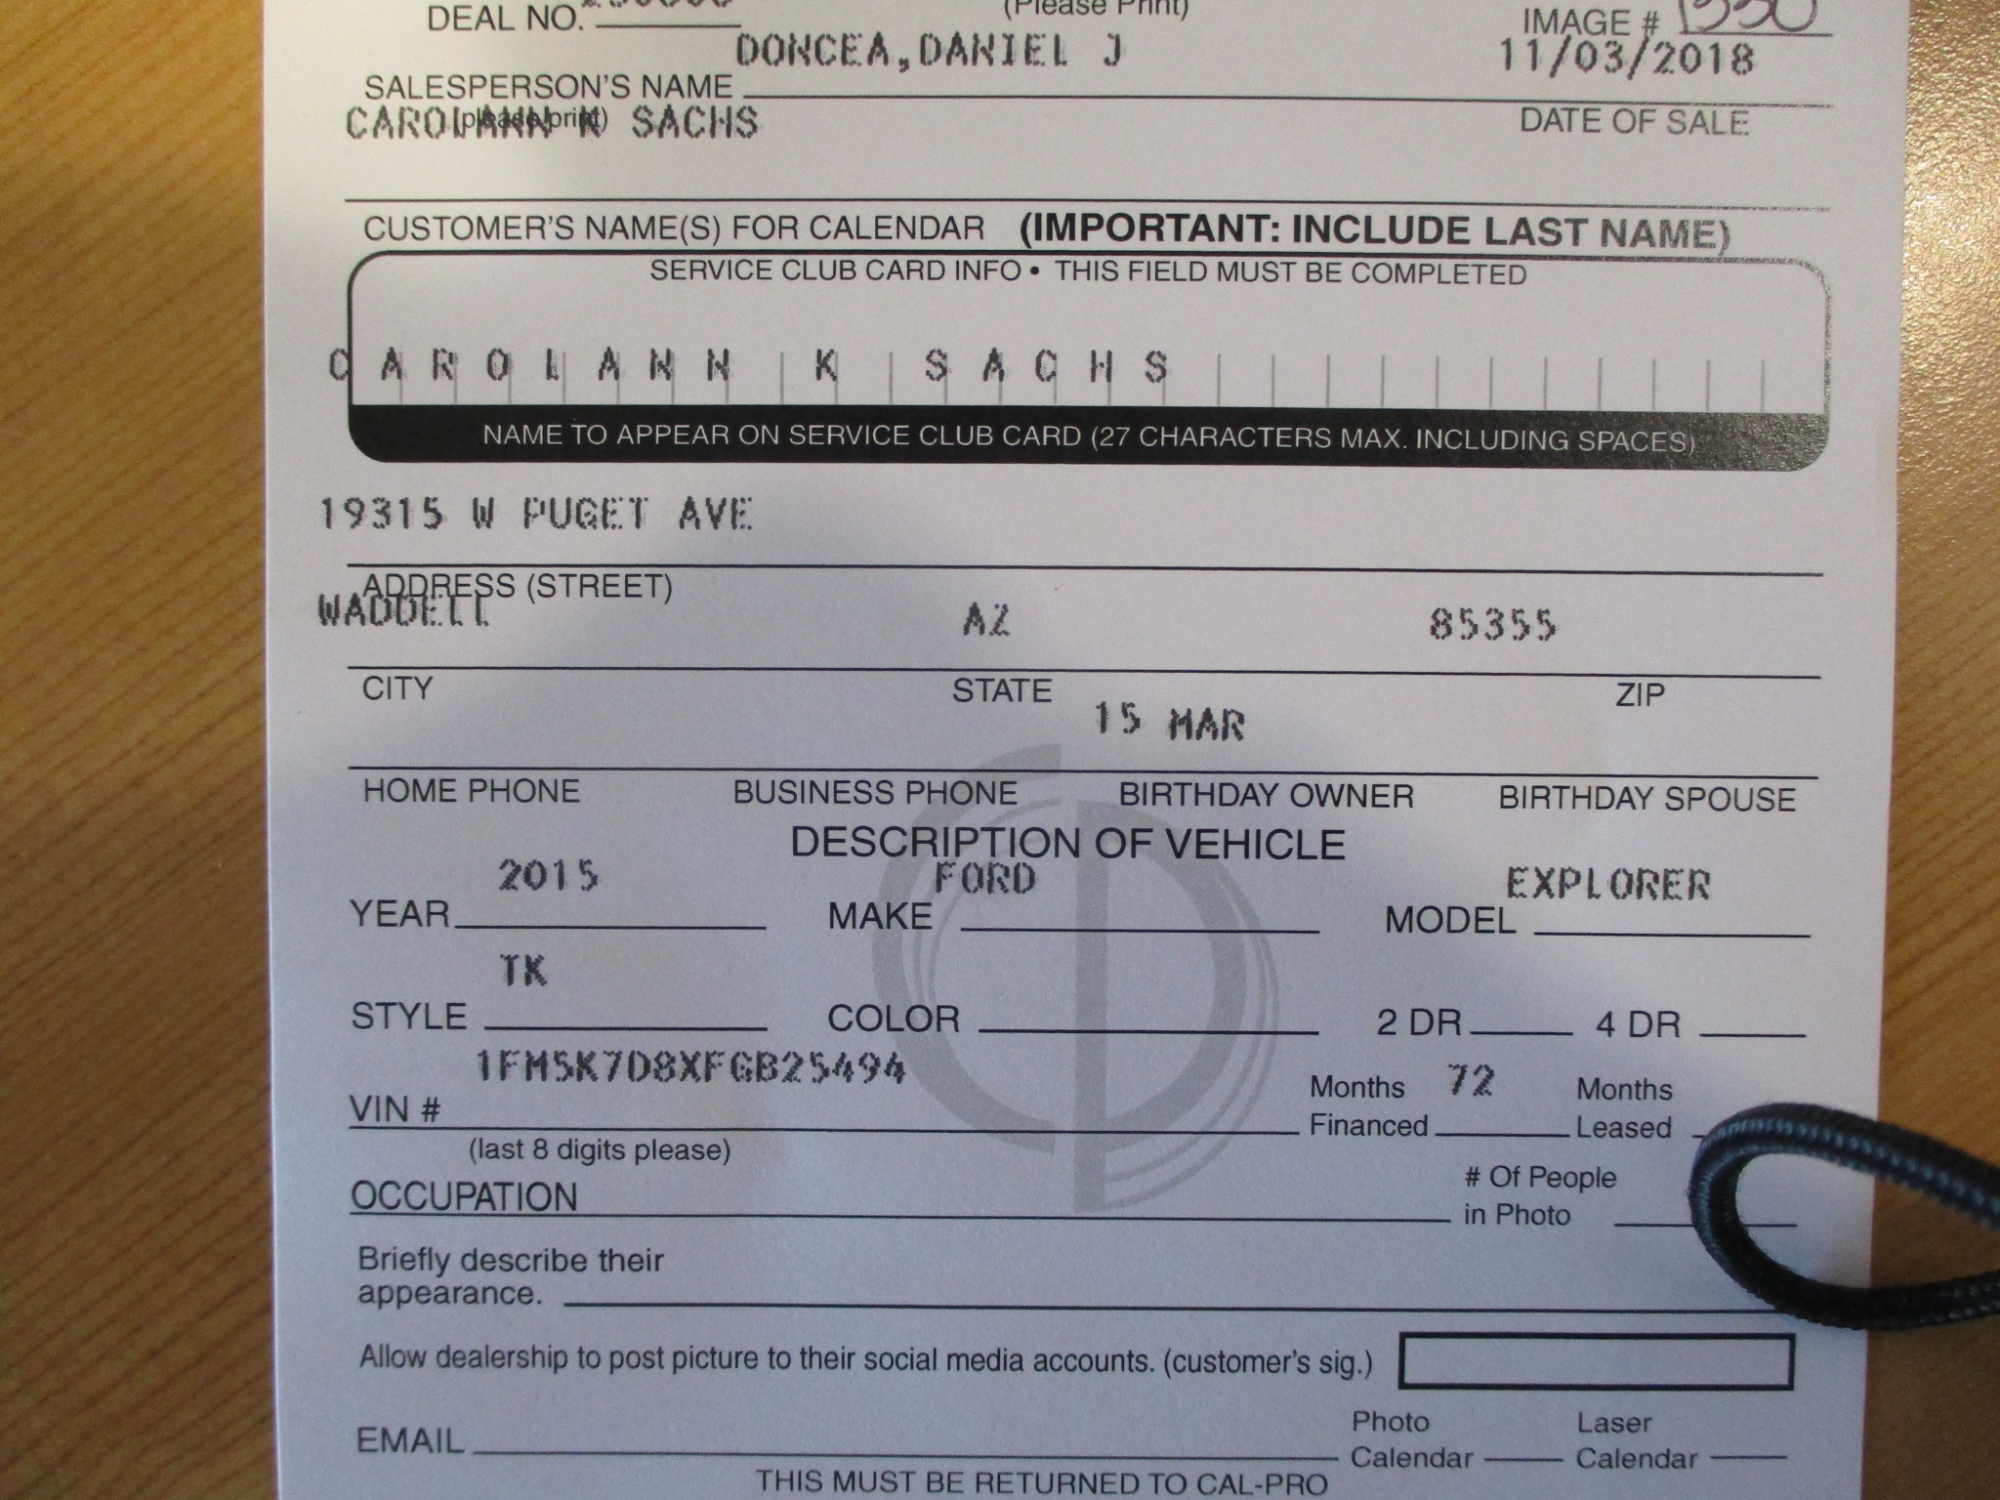 DEAL NO. (Please Print) IMAGE # 1550
DONCEA,DANIEL J 11/03/2018
SALESPERSON'S NAME
CAROLANN K SACHS (please print) DATE OF SALE
CUSTOMER'S NAME(S) FOR CALENDAR (IMPORTANT: INCLUDE LAST NAME)
SERVICE CLUB CARD INFO • THIS FIELD MUST BE COMPLETED
C A R O L A N N K S A C H S
NAME TO APPEAR ON SERVICE CLUB CARD (27 CHARACTERS MAX. INCLUDING SPACES)
19315 W PUGET AVE
ADDRESS (STREET)
WADDELL AZ 85355
CITY STATE ZIP
15 MAR
HOME PHONE BUSINESS PHONE BIRTHDAY OWNER BIRTHDAY SPOUSE
DESCRIPTION OF VEHICLE
2015 FORD EXPLORER
YEAR MAKE MODEL
TK
STYLE COLOR 2 DR 4 DR
1FM5K7D8XFGB25494
VIN # Months Financed 72 Months Leased
(last 8 digits please)
OCCUPATION # Of People in Photo
Briefly describe their
appearance.
Allow dealership to post picture to their social media accounts. (customer's sig.)
EMAIL Photo Calendar Laser Calendar
THIS MUST BE RETURNED TO CAL-PRO